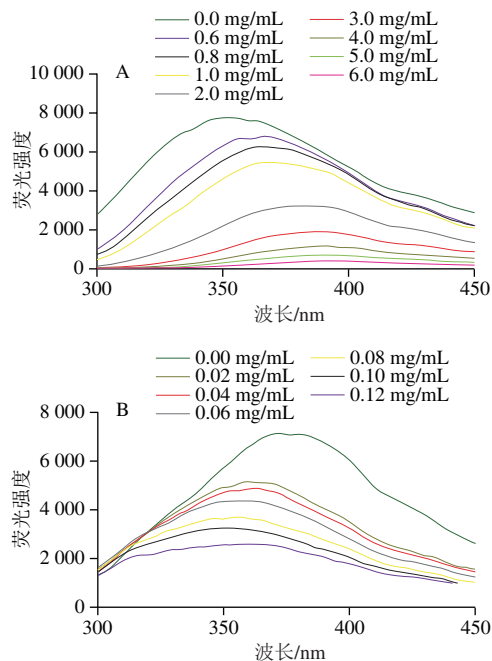 0.0 mg/mL 3.0 mg/mL
0.6 mg/mL 4.0 mg/mL
0.8 mg/mL 5.0 mg/mL
1.0 mg/mL 6.0 mg/mL
2.0 mg/mL
A
10 000
8 000
6 000
4 000
2 000
0
荧光强度
300 350 400 450
波长/nm
0.00 mg/mL 0.08 mg/mL
0.02 mg/mL 0.10 mg/mL
0.04 mg/mL 0.12 mg/mL
0.06 mg/mL
B
8 000
6 000
4 000
2 000
0
荧光强度
300 350 400 450
波长/nm